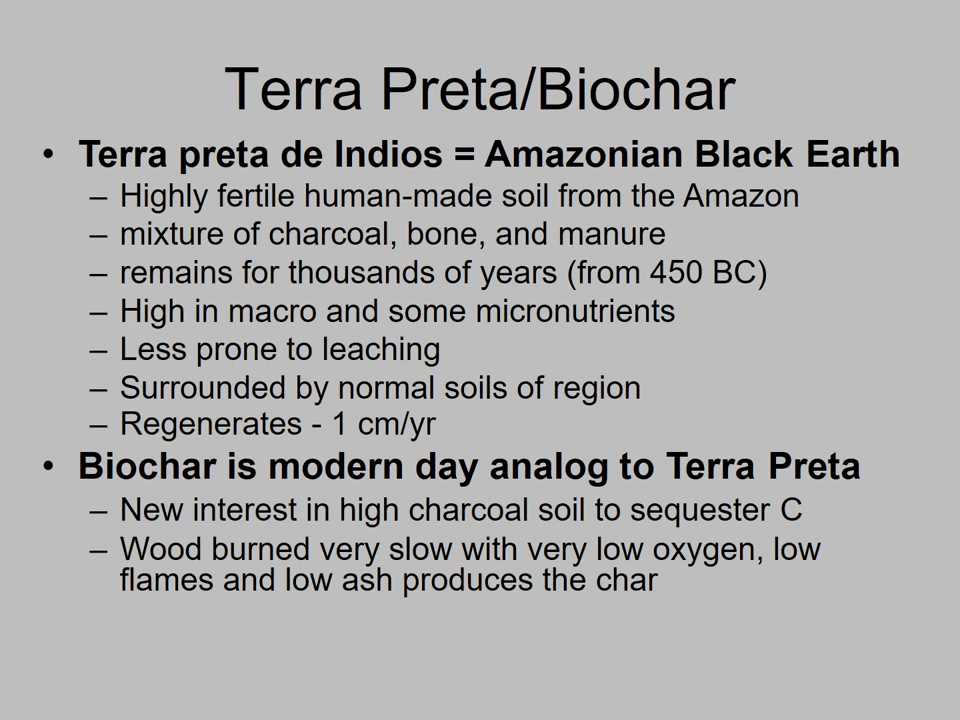 Terra Preta/Biochar
• Terra preta de Indios = Amazonian Black Earth
– Highly fertile human-made soil from the Amazon
– mixture of charcoal, bone, and manure
– remains for thousands of years (from 450 BC)
– High in macro and some micronutrients
– Less prone to leaching
– Surrounded by normal soils of region
– Regenerates - 1 cm/yr
• Biochar is modern day analog to Terra Preta
– New interest in high charcoal soil to sequester C
– Wood burned very slow with very low oxygen, low
flames and low ash produces the char